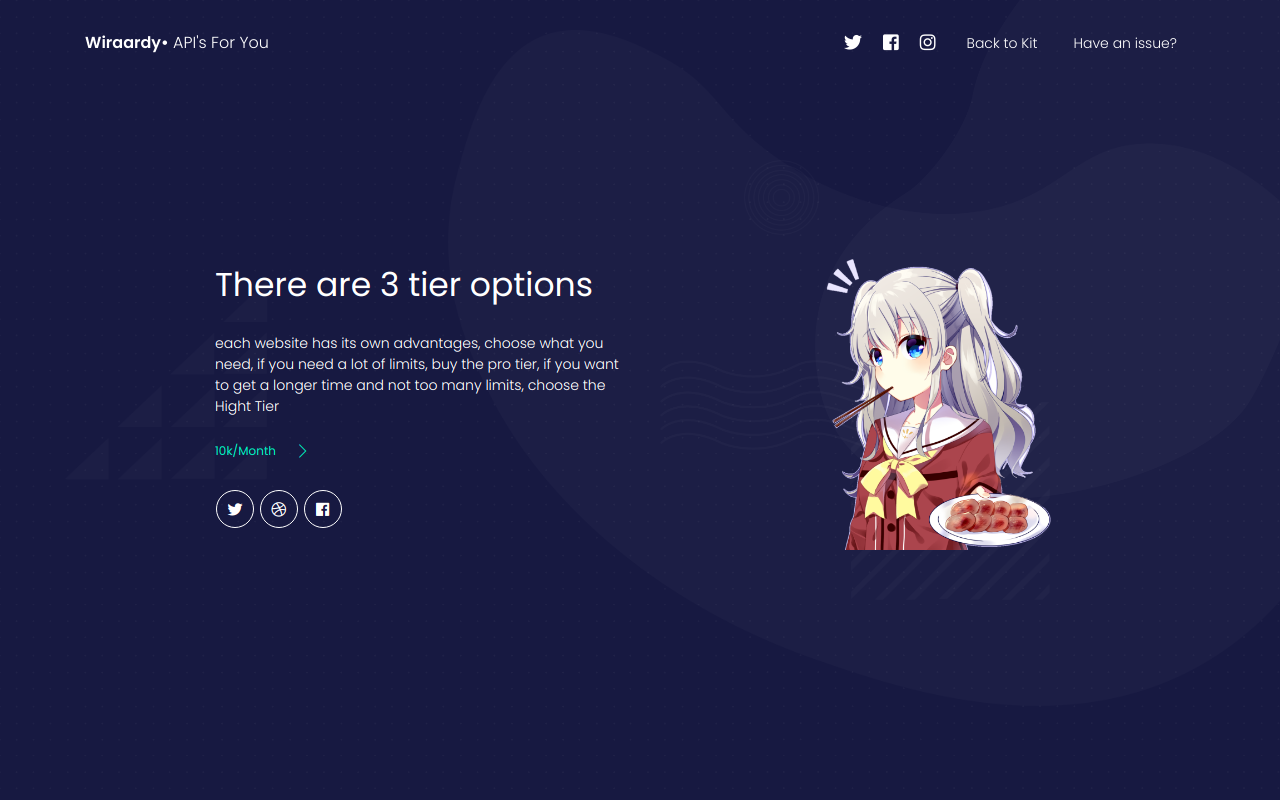 Wiraardy• API's For You
Back to Kit
Have an issue?
There are 3 tier options
each website has its own advantages, choose what you
need, if you need a lot of limits, buy the pro tier, if you want
to get a longer time and not too many limits, choose the
Hight Tier
10k/Month